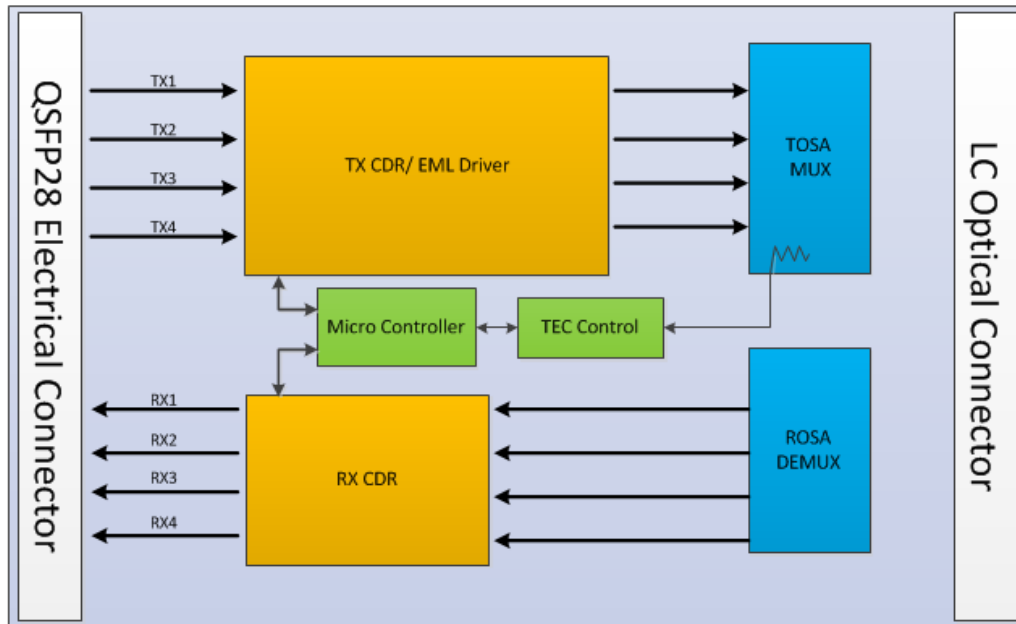 QSFP28 Electrical Connector
TX1
TX2
TX3
TX4
TX CDR/ EML Driver
TOSA
MUX
LC Optical Connector
Micro Controller
TEC Control
RX1
RX2
RX3
RX4
RX CDR
ROSA
DEMUX